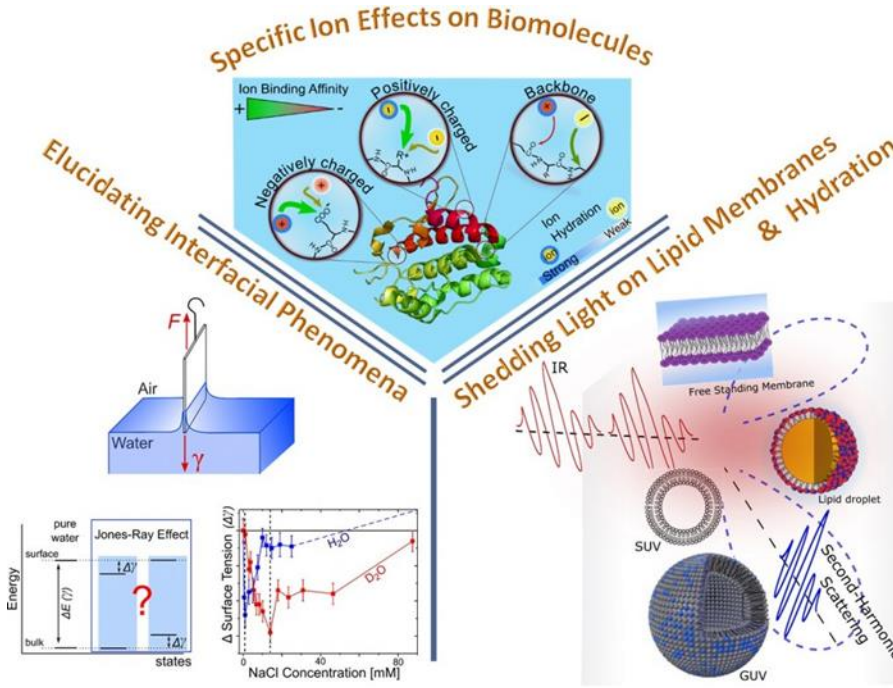 Specific Ion Effects on Biomolecules
Ion Binding Affinity
+ -
Positively charged
Backbone
Negatively charged
Ion Hydration
ion
Weak
ion
Strong
Elucidating Interfacial Phenomena
F
Air
Water
γ
pure water
Jones-Ray Effect
surface
Δγ
Energy
ΔE (γ)
?
bulk
Δγ
states
Δ Surface Tension (Δγ)
H₂O
D₂O
0 40 80
NaCl Concentration [mM]
Shedding Light on Lipid Membranes
& Hydration
IR
Free Standing Membrane
Lipid droplet
SUV
Second-Harmonic
Scattering
GUV